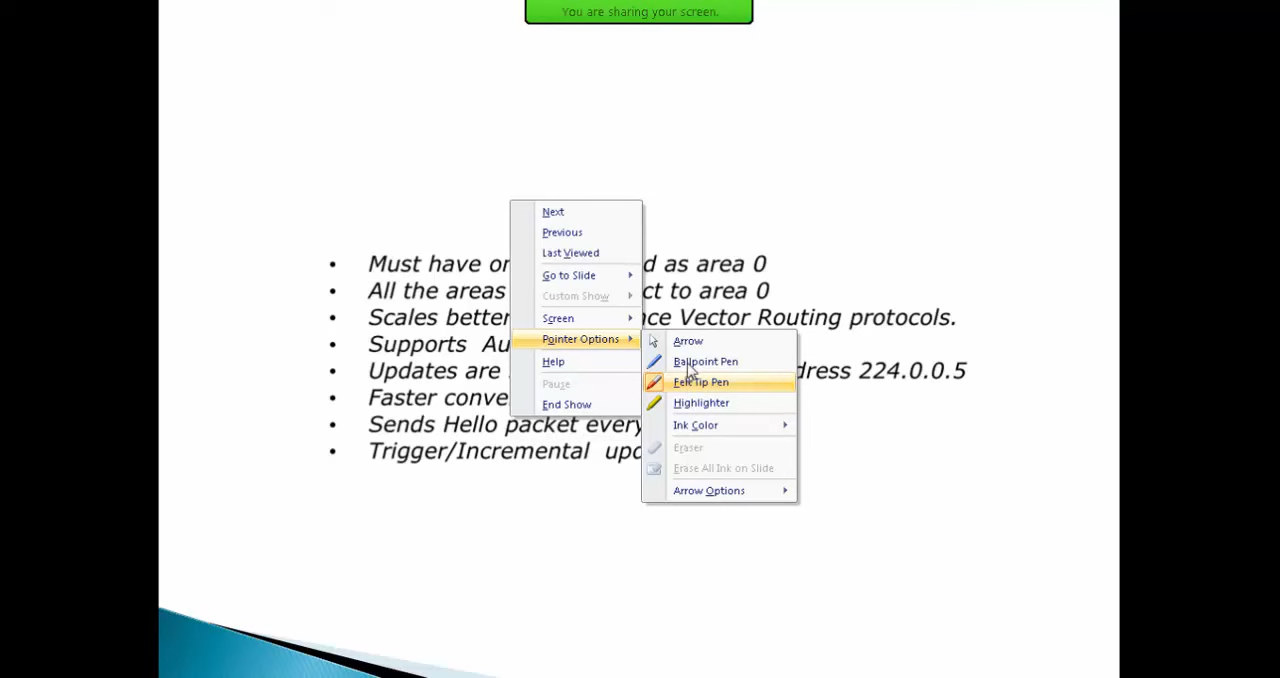 You are sharing your screen.
Next
Previous
Last Viewed
Go to Slide
Custom Show
Screen
Pointer Options
Help
Pause
End Show
Arrow
Ballpoint Pen
Felt Tip Pen
Highlighter
Ink Color
Eraser
Erase All Ink on Slide
Arrow Options
• Must have on d as area 0
• All the areas ct to area 0
• Scales better nce Vector Routing protocols.
• Supports Au
• Updates are dress 224.0.0.5
• Faster conve
• Sends Hello packet every
• Trigger/Incremental upd